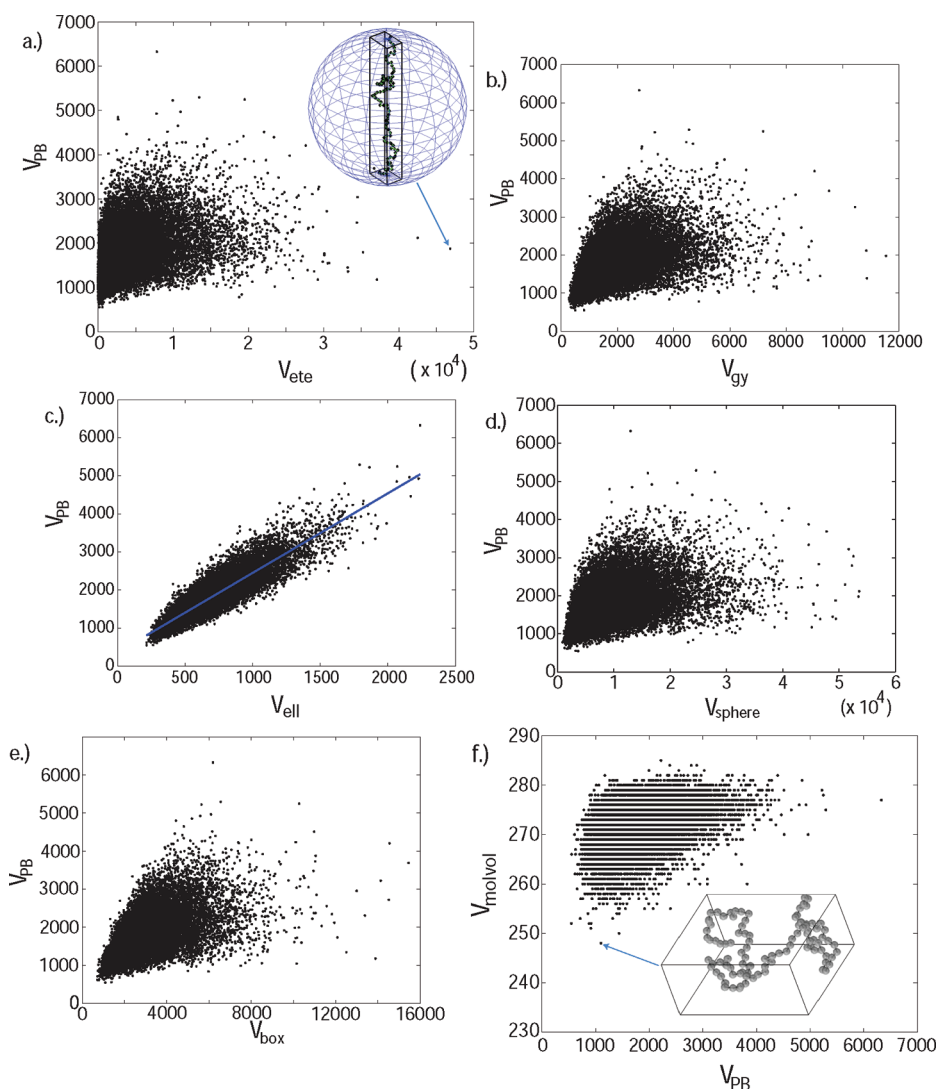 a.)
7000
6000
5000
4000
3000
2000
1000
0
V_PB
0 1 2 3 4 5
V_ete (x 10^4)
b.)
7000
6000
5000
4000
3000
2000
1000
0
V_PB
0 2000 4000 6000 8000 10000 12000
V_gy
c.)
7000
6000
5000
4000
3000
2000
1000
0
V_PB
0 500 1000 1500 2000 2500
V_ell
d.)
7000
6000
5000
4000
3000
2000
1000
0
V_PB
0 1 2 3 4 5 6
V_sphere (x 10^4)
e.)
6000
5000
4000
3000
2000
1000
0
V_PB
0 4000 8000 12000 16000
V_box
f.)
290
280
270
260
250
240
230
V_molvol
0 1000 2000 3000 4000 5000 6000 7000
V_PB